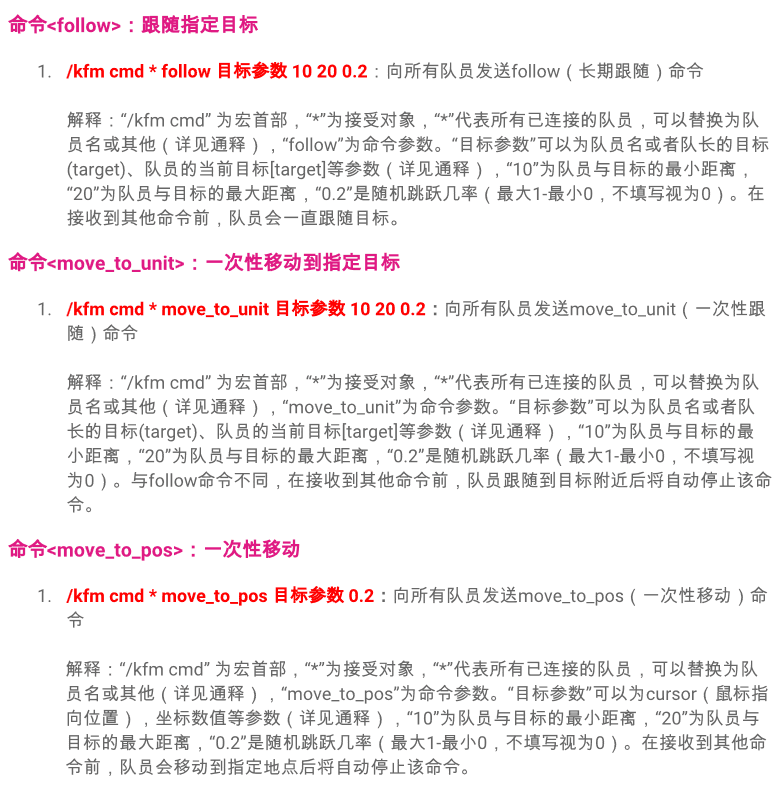 命令<follow>：跟随指定目标
1. /kfm cmd * follow 目标参数 10 20 0.2：向所有队员发送follow（长期跟随）命令
解释：“/kfm cmd” 为宏首部，“*”为接受对象，“*”代表所有已连接的队员，可以替换为队
员名或其他（详见通释），“follow”为命令参数。“目标参数”可以为队员名或者队长的目标
(target)、队员的当前目标[target]等参数（详见通释），“10”为队员与目标的最小距离，
“20”为队员与目标的最大距离，“0.2”是随机跳跃几率（最大1-最小0，不填写视为0）。在
接收到其他命令前，队员会一直跟随目标。
命令<move_to_unit>：一次性移动到指定目标
1. /kfm cmd * move_to_unit 目标参数 10 20 0.2：向所有队员发送move_to_unit（一次性跟
随）命令
解释：“/kfm cmd” 为宏首部，“*”为接受对象，“*”代表所有已连接的队员，可以替换为队
员名或其他（详见通释），“move_to_unit”为命令参数。“目标参数”可以为队员名或者队
长的目标(target)、队员的当前目标[target]等参数（详见通释），“10”为队员与目标的最
小距离，“20”为队员与目标的最大距离，“0.2”是随机跳跃几率（最大1-最小0，不填写视
为0）。与follow命令不同，在接收到其他命令前，队员跟随到目标附近后将自动停止该命
令。
命令<move_to_pos>：一次性移动
1. /kfm cmd * move_to_pos 目标参数 0.2：向所有队员发送move_to_pos（一次性移动）命
令
解释：“/kfm cmd” 为宏首部，“*”为接受对象，“*”代表所有已连接的队员，可以替换为队
员名或其他（详见通释），“move_to_pos”为命令参数。“目标参数”可以为cursor（鼠标指
向位置），坐标数值等参数（详见通释），“10”为队员与目标的最小距离，“20”为队员与
目标的最大距离，“0.2”是随机跳跃几率（最大1-最小0，不填写视为0）。在接收到其他命
令前，队员会移动到指定地点后将自动停止该命令。